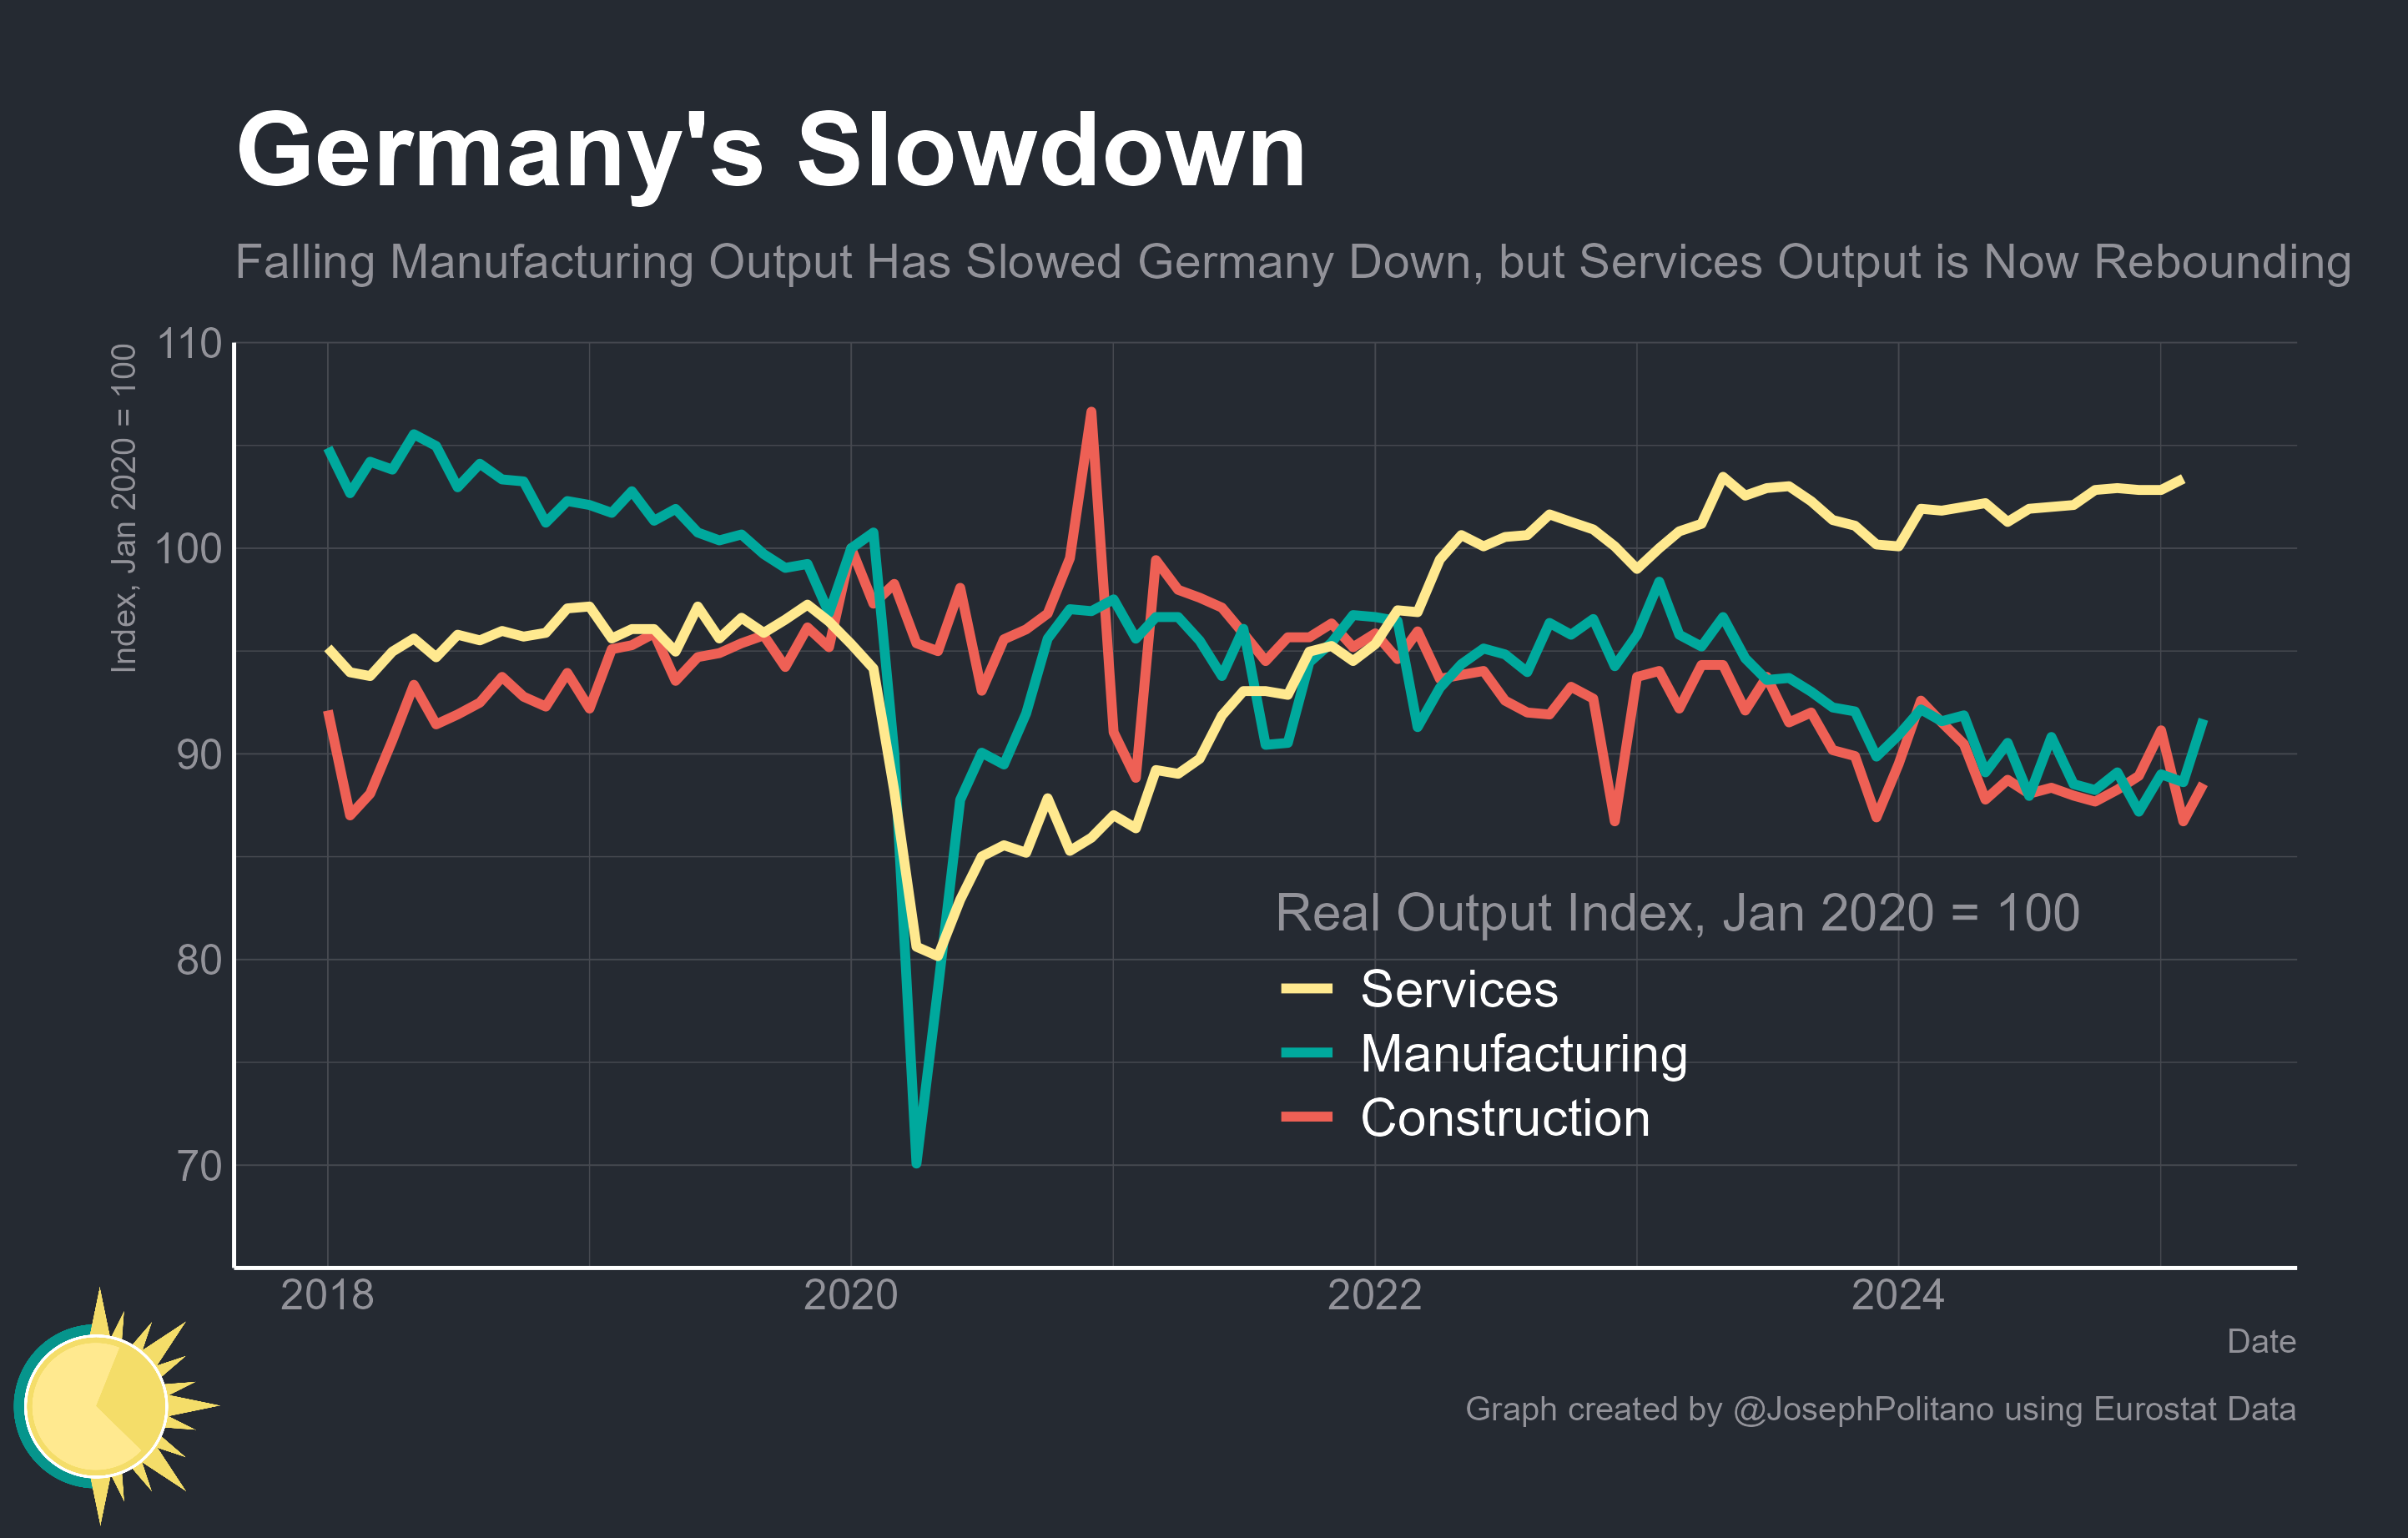 Germany's Slowdown
Falling Manufacturing Output Has Slowed Germany Down, but Services Output is Now Rebounding
Index, Jan 2020 = 100
110
100
90
80
70
Real Output Index, Jan 2020 = 100
Services
Manufacturing
Construction
2018
2020
2022
2024
Date
Graph created by @JosephPolitano using Eurostat Data